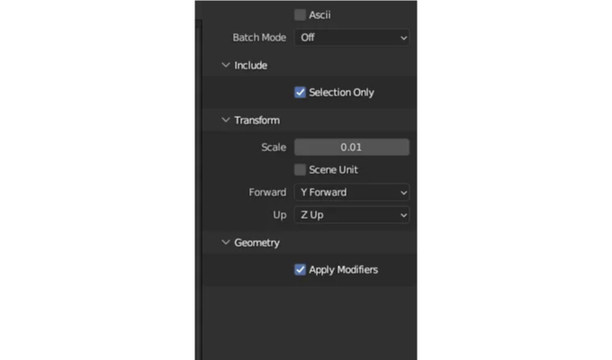 Ascii
Batch Mode Off
Include
Selection Only
Transform
Scale 0.01
Scene Unit
Forward Y Forward
Up Z Up
Geometry
Apply Modifiers